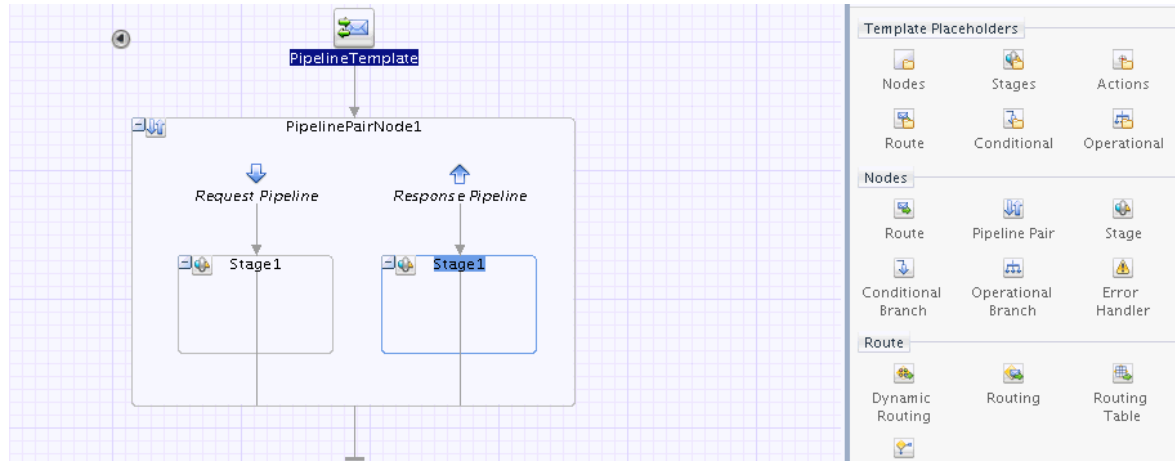 PipelineTemplate
PipelinePairNode1
Request Pipeline
Response Pipeline
Stage1
Stage1
Template Placeholders
Nodes
Stages
Actions
Route
Conditional
Operational
Nodes
Route
Pipeline Pair
Stage
Conditional
Branch
Operational
Branch
Error
Handler
Route
Dynamic
Routing
Routing
Routing
Table